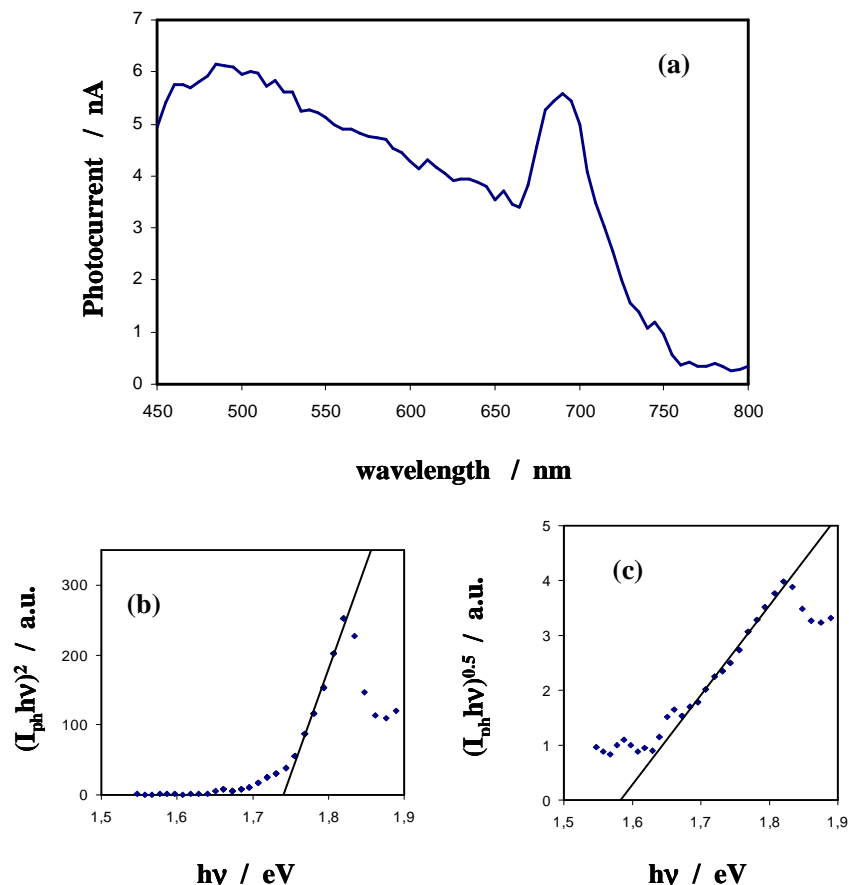 7
6
5
4
3
2
1
0
Photocurrent / nA
(a)
450 500 550 600 650 700 750 800
wavelength / nm
(I_ph hν)² / a.u.
300
200
100
0
(b)
1,5 1,6 1,7 1,8 1,9
hν / eV
(I_ph hν)^0.5 / a.u.
5
4
3
2
1
0
(c)
1,5 1,6 1,7 1,8 1,9
hν / eV